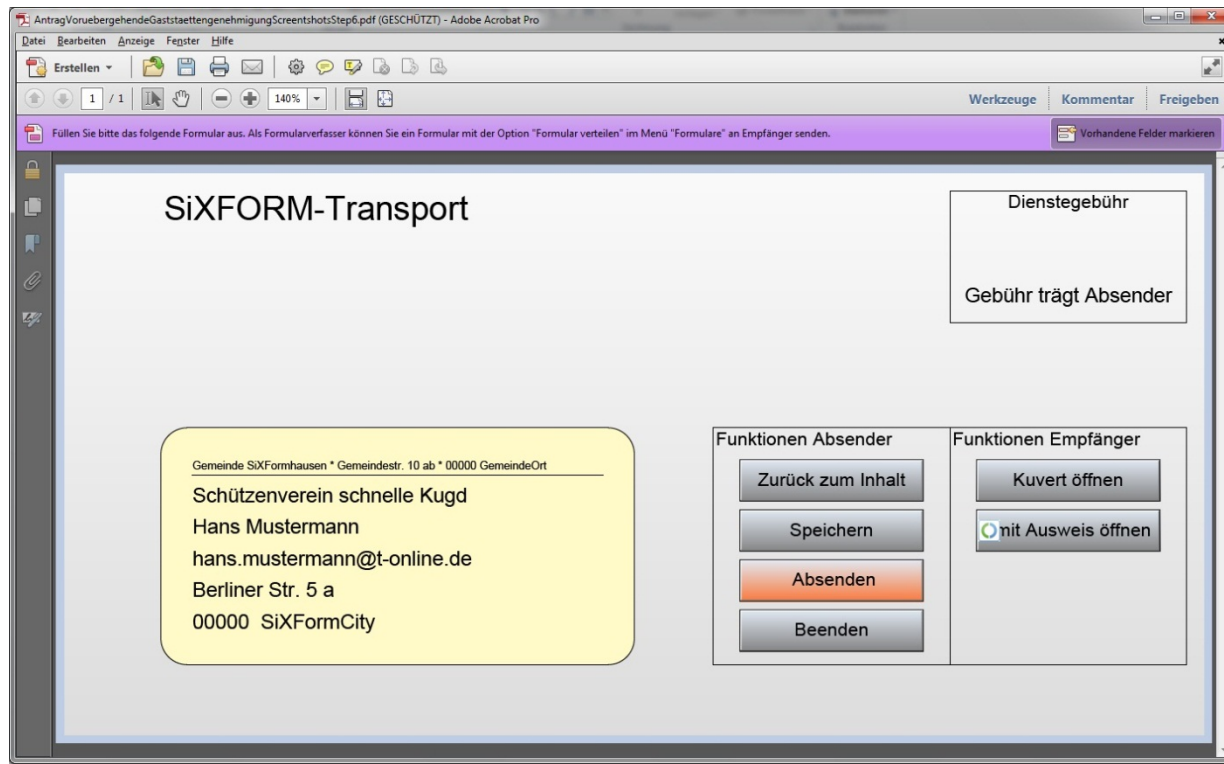 AntragVoruebergehendeGaststaettengenehmigungScreentshotsStep6.pdf (GESCHÜTZT) - Adobe Acrobat Pro
Datei Bearbeiten Anzeige Fenster Hilfe
Erstellen
1 / 1 140% Werkzeuge Kommentar Freigeben
Füllen Sie bitte das folgende Formular aus. Als Formularverfasser können Sie ein Formular mit der Option "Formular verteilen" im Menü "Formulare" an Empfänger senden. Vorhandene Felder markieren
SiXFORM-Transport
Dienstegebühr
Gebühr trägt Absender
Gemeinde SiXFormhausen * Gemeindestr. 10 ab * 00000 GemeindeOrt
Schützenverein schnelle Kugd
Hans Mustermann
hans.mustermann@t-online.de
Berliner Str. 5 a
00000 SiXFormCity
Funktionen Absender
Zurück zum Inhalt
Speichern
Absenden
Beenden
Funktionen Empfänger
Kuvert öffnen
mit Ausweis öffnen